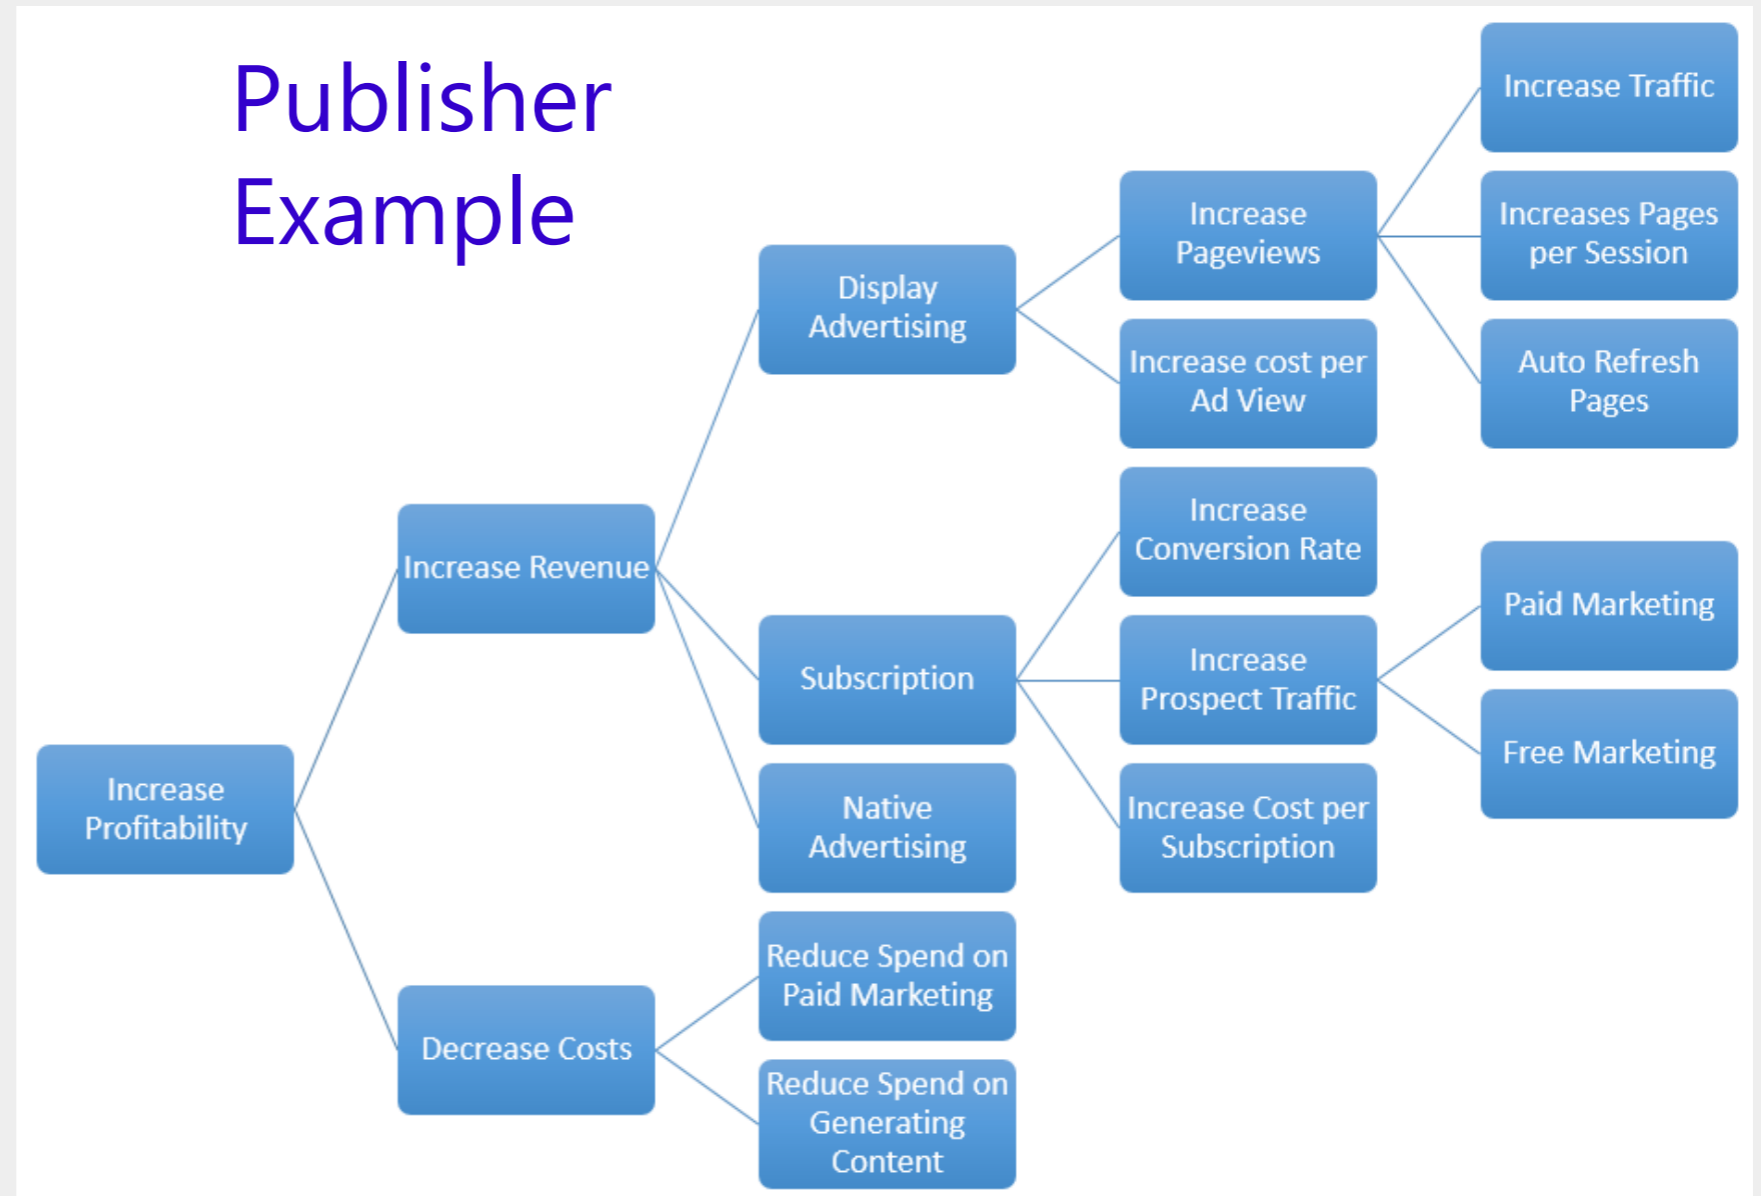 Publisher
Example
Increase
Profitability
Increase Revenue
Decrease Costs
Display
Advertising
Subscription
Native
Advertising
Reduce Spend on
Paid Marketing
Reduce Spend on
Generating
Content
Increase
Pageviews
Increase cost per
Ad View
Increase
Conversion Rate
Increase
Prospect Traffic
Increase Cost per
Subscription
Increase Traffic
Increases Pages
per Session
Auto Refresh
Pages
Paid Marketing
Free Marketing